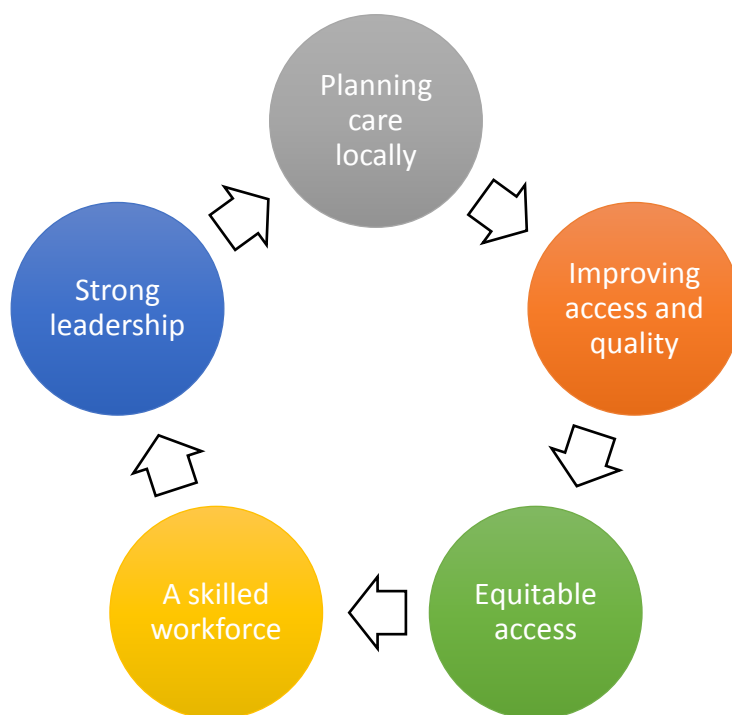 Planning
care
locally
Improving
access and
quality
Equitable
access
A skilled
workforce
Strong
leadership